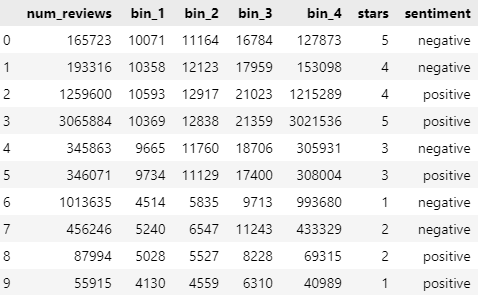 num_reviews bin_1 bin_2 bin_3 bin_4 stars sentiment
0 165723 10071 11164 16784 127873 5 negative
1 193316 10358 12123 17959 153098 4 negative
2 1259600 10593 12917 21023 1215289 4 positive
3 3065884 10369 12838 21359 3021536 5 positive
4 345863 9665 11760 18706 305931 3 negative
5 346071 9734 11129 17400 308004 3 positive
6 1013635 4514 5835 9713 993680 1 negative
7 456246 5240 6547 11243 433329 2 negative
8 87994 5028 5527 8228 69315 2 positive
9 55915 4130 4559 6310 40989 1 positive